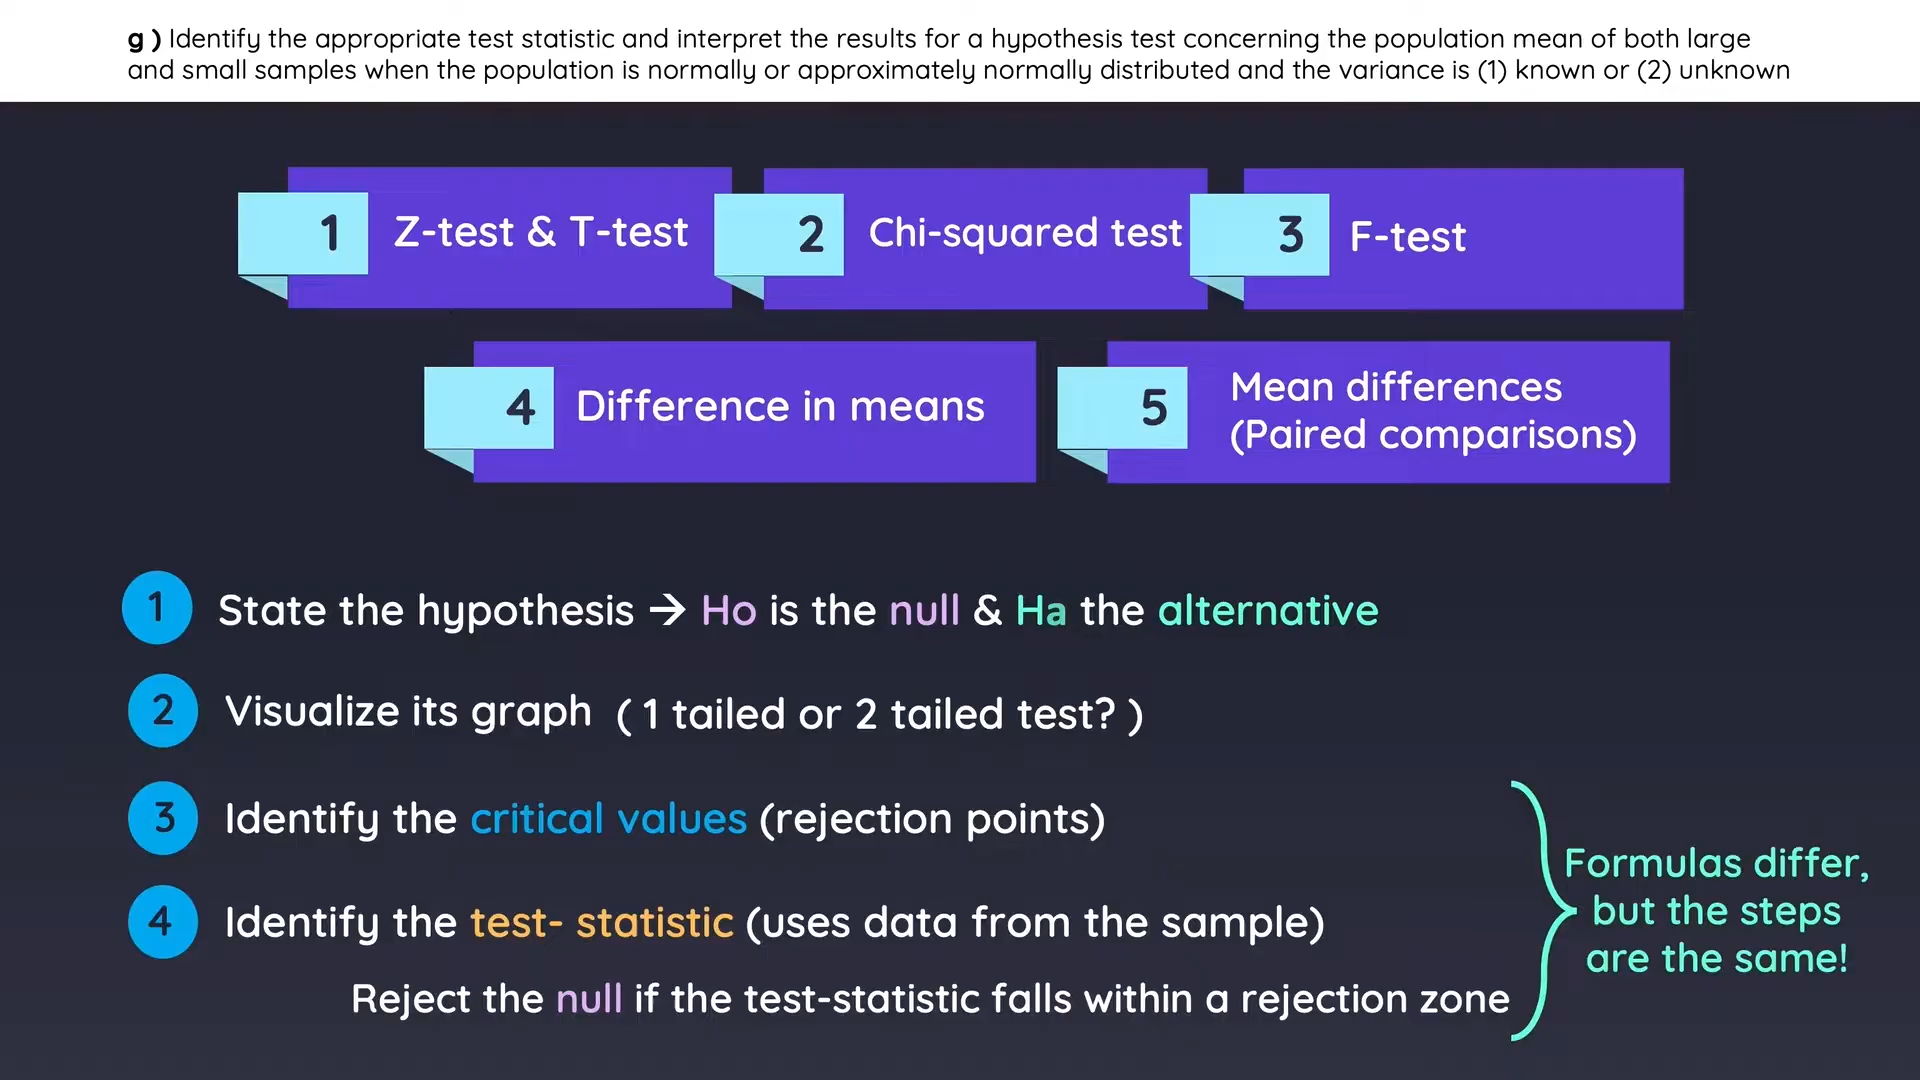 g ) Identify the appropriate test statistic and interpret the results for a hypothesis test concerning the population mean of both large
and small samples when the population is normally or approximately normally distributed and the variance is (1) known or (2) unknown
1 Z-test & T-test
2 Chi-squared test
3 F-test
4 Difference in means
5 Mean differences
(Paired comparisons)
1 State the hypothesis → Ho is the null & Ha the alternative
2 Visualize its graph ( 1 tailed or 2 tailed test? )
3 Identify the critical values (rejection points)
4 Identify the test- statistic (uses data from the sample)
Reject the null if the test-statistic falls within a rejection zone
Formulas differ,
but the steps
are the same!